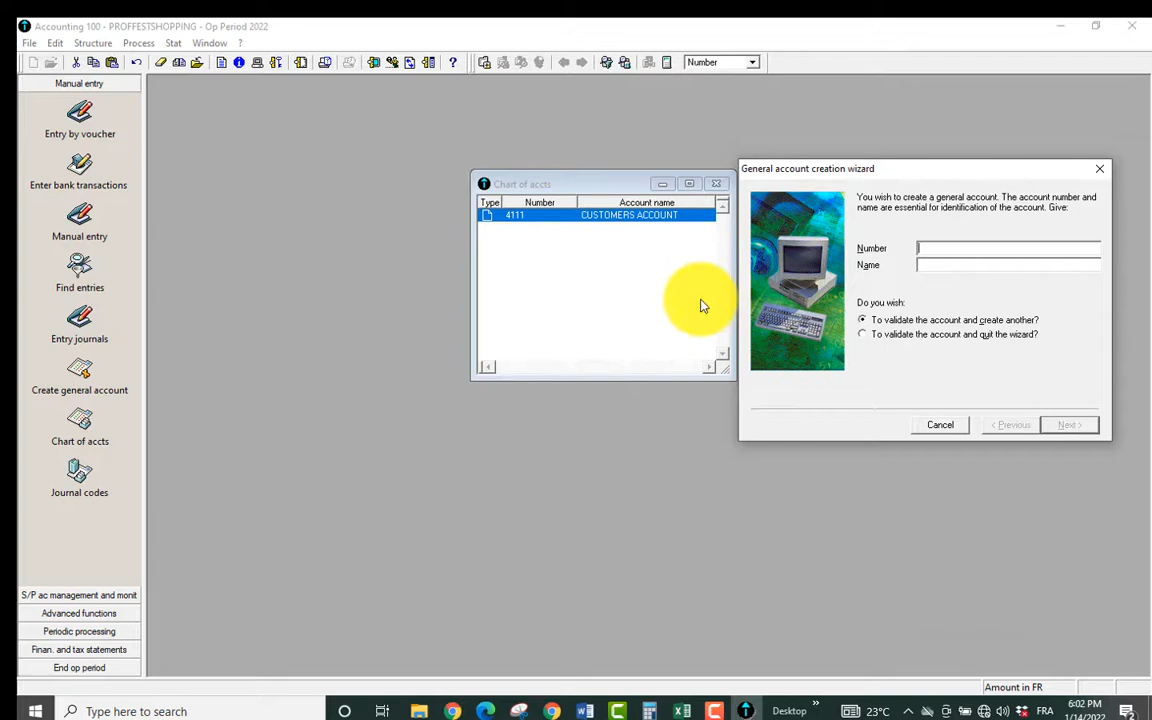 Accounting 100 - PROFFESTSHOPPING - Op Period 2022
File Edit Structure Process Stat Window ?
Number
Manual entry
Entry by voucher
Enter bank transactions
Manual entry
Find entries
Entry journals
Create general account
Chart of accts
Journal codes
S/P ac management and monit
Advanced functions
Periodic processing
Finan. and tax statements
End op period
Chart of accts
Type Number Account name
4111 CUSTOMERS ACCOUNT
General account creation wizard
You wish to create a general account. The account number and
name are essential for identification of the account. Give:
Number
Name
Do you wish:
To validate the account and create another?
To validate the account and quit the wizard?
Cancel < Previous Next >
Amount in FR
Type here to search
Desktop » 23°C FRA 6:02 PM
1/14/2022